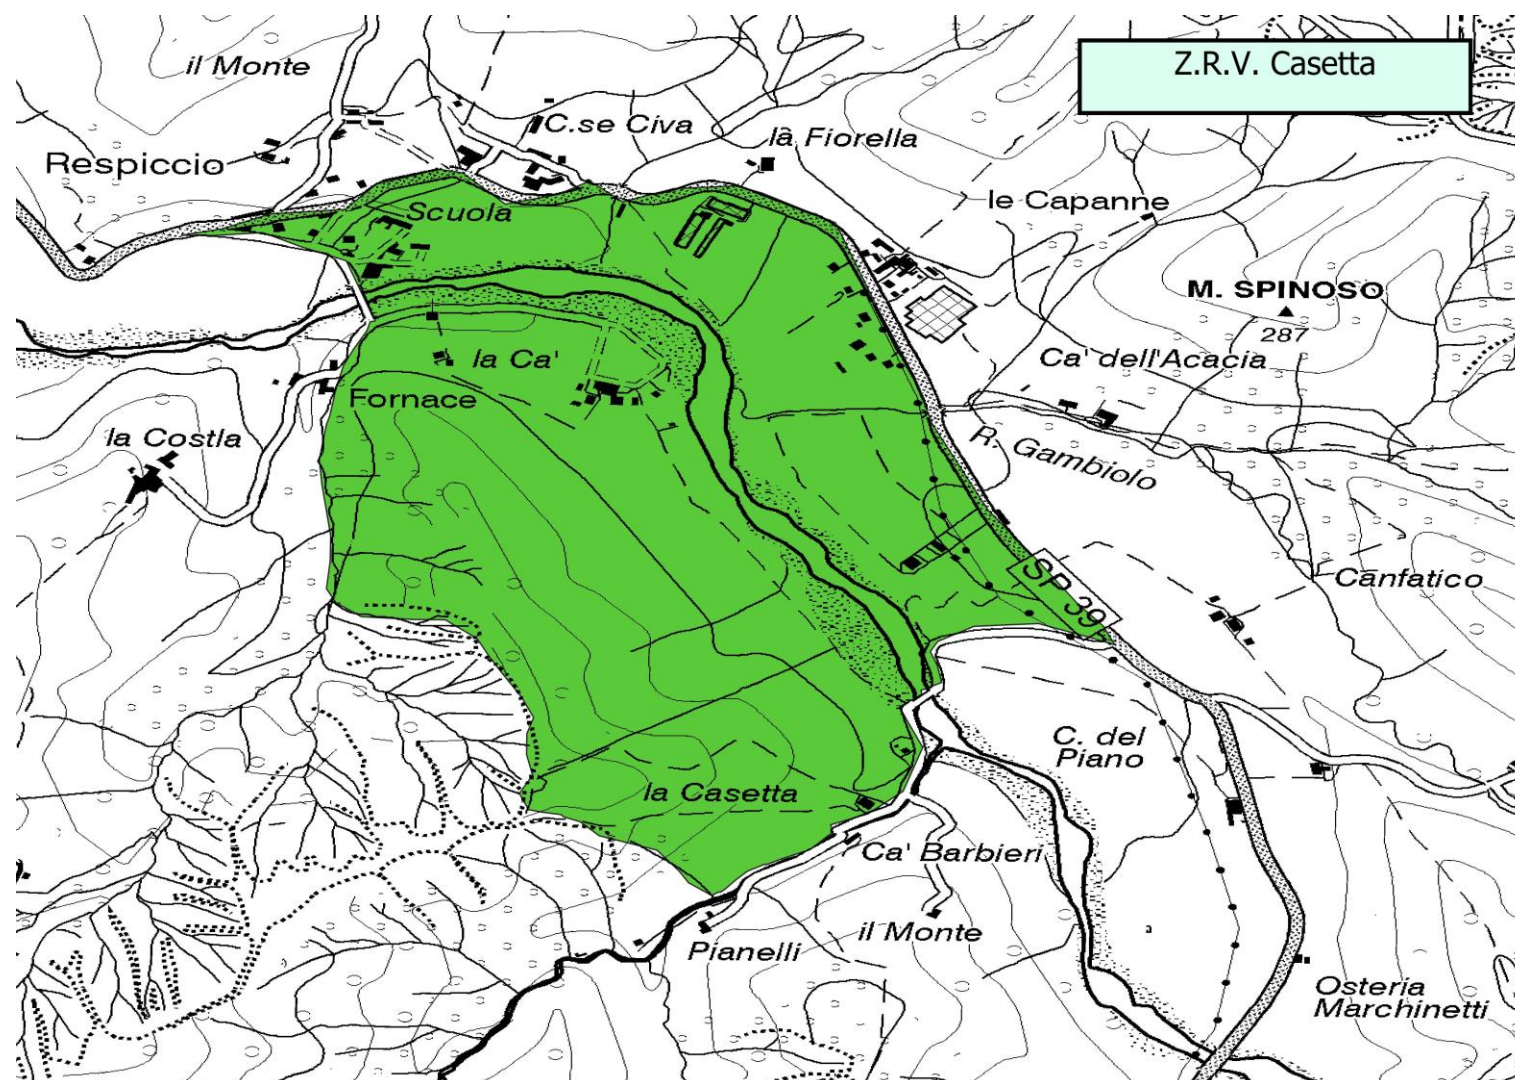 Z.R.V. Casetta
il Monte
C.se Civa
la Fiorella
Respiccio
le Capanne
Scuola
M. SPINOSO
287
Ca' dell'Acacia
la Ca'
Fornace
la Costla
R. Gambiolo
SP 39
Canfatico
C. del
Piano
la Casetta
Ca' Barbieri
il Monte
Pianelli
Osteria
Marchinetti